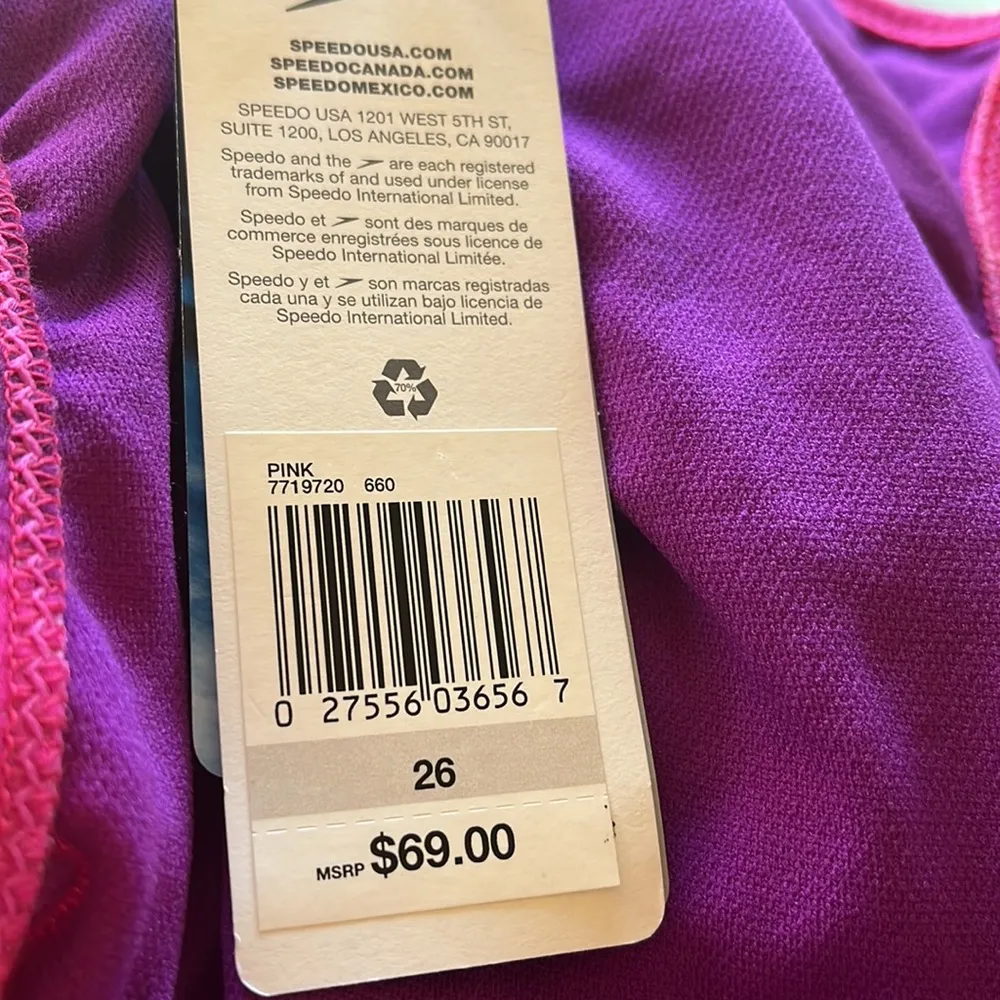 SPEEDOUSA.COM
SPEEDOCANADA.COM
SPEEDOMEXICO.COM
SPEEDO USA 1201 WEST 5TH ST,
SUITE 1200, LOS ANGELES, CA 90017
Speedo and the are each registered
trademarks of and used under license
from Speedo International Limited.
Speedo et sont des marques de
commerce enregistrées sous licence de
Speedo International Limitée.
Speedo y et son marcas registradas
cada una y se utilizan bajo licencia de
Speedo International Limited.
70%
PINK
7719720 660
0 27556 03656 7
26
MSRP $69.00